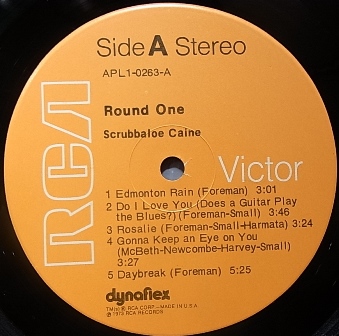 Side A Stereo
APL1-0263-A
Round One
Scrubbaloe Caine
RCA Victor
1 Edmonton Rain (Foreman) 3:01
2 Do I Love You (Does a Guitar Play
the Blues?) (Foreman-Small) 3:46
3 Rosalie (Foreman-Small-Harmata) 3:24
4 Gonna Keep an Eye on You
(McBeth-Newcombe-Harvey-Small)
3:27
5 Daybreak (Foreman) 5:25
dynaflex
TM(s) ® RCA CORP.-MADE IN U.S.A.
℗ 1973 RCA RECORDS